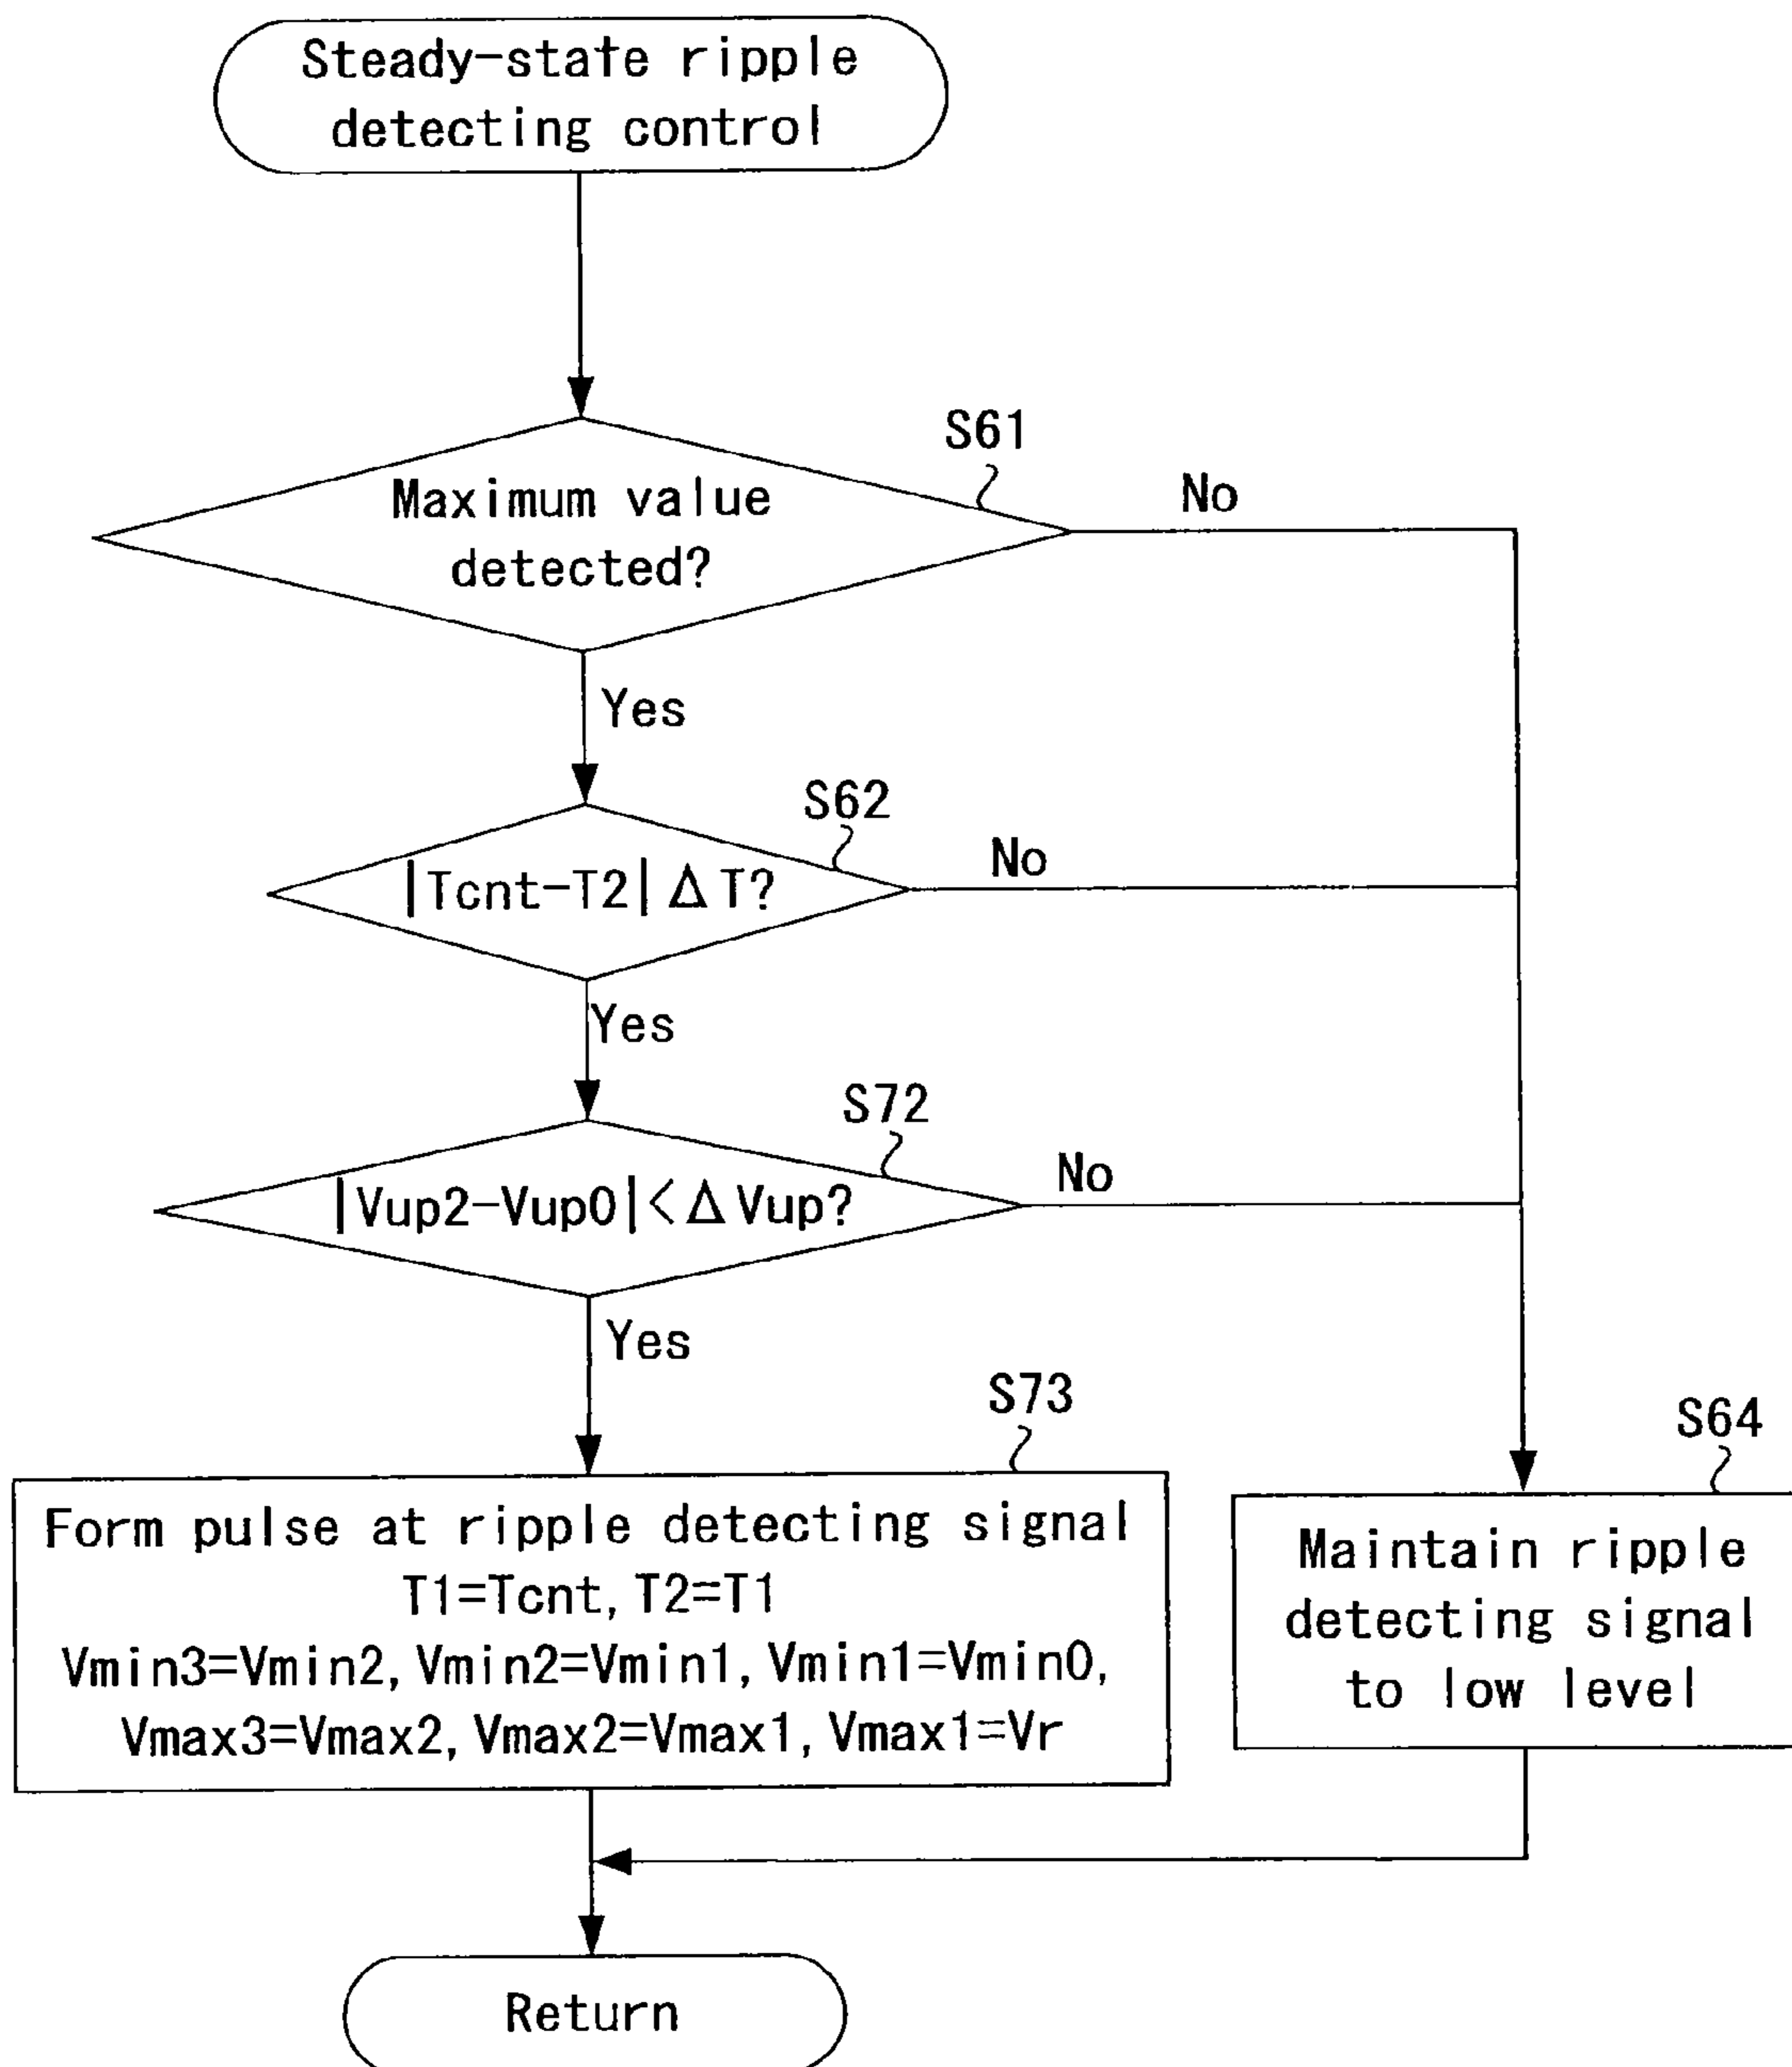 Steady-state ripple
detecting control
S61
Maximum value
detected?
No
Yes
S62
|Tcnt-T2| ΔT?
No
Yes
S72
|Vup2-Vup0|<ΔVup?
No
Yes
S73
Form pulse at ripple detecting signal
T1=Tcnt, T2=T1
Vmin3=Vmin2, Vmin2=Vmin1, Vmin1=Vmin0,
Vmax3=Vmax2, Vmax2=Vmax1, Vmax1=Vr
S64
Maintain ripple
detecting signal
to low level
Return